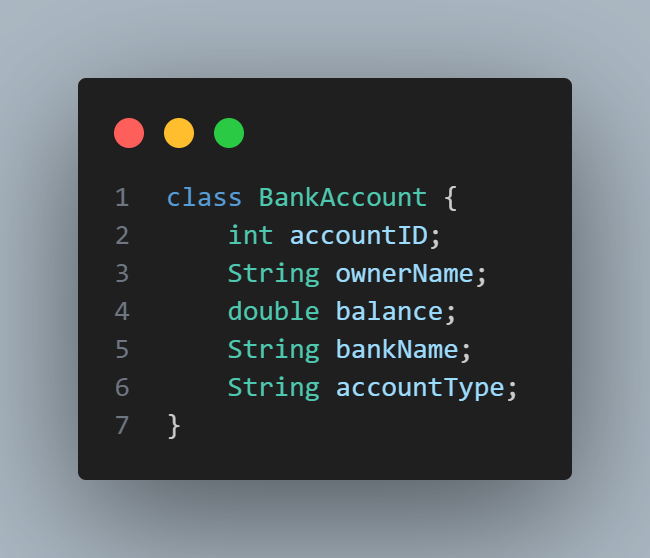 1 class BankAccount {
2     int accountID;
3     String ownerName;
4     double balance;
5     String bankName;
6     String accountType;
7 }